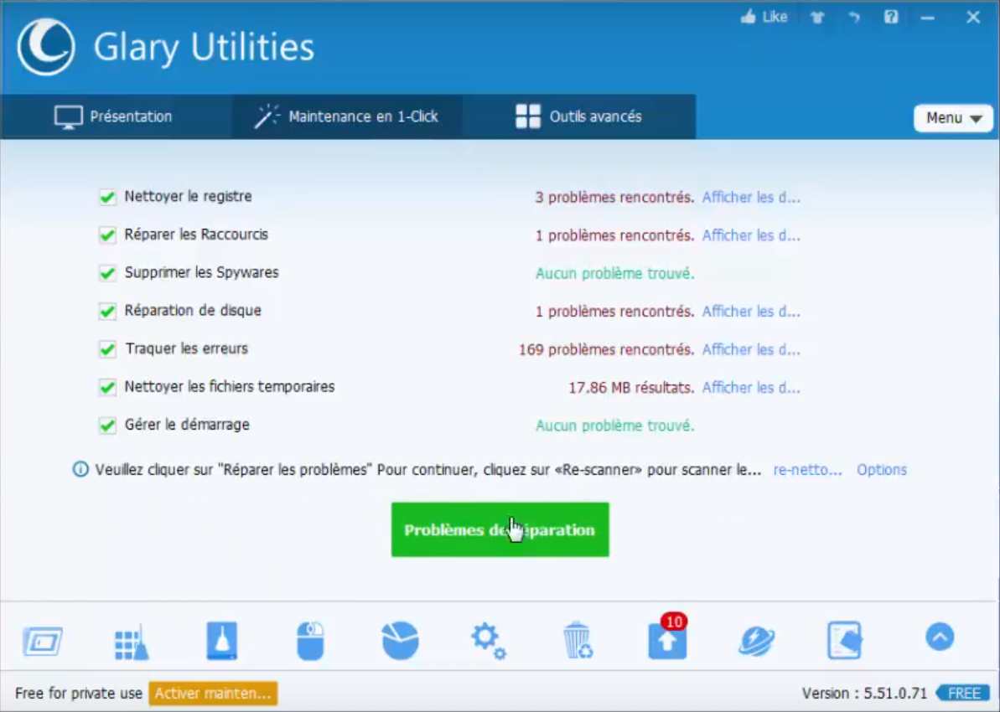 Like
Glary Utilities
Présentation
Maintenance en 1-Click
Outils avancés
Menu
Nettoyer le registre 3 problèmes rencontrés. Afficher les d...
Réparer les Raccourcis 1 problèmes rencontrés. Afficher les d...
Supprimer les Spywares Aucun problème trouvé.
Réparation de disque 1 problèmes rencontrés. Afficher les d...
Traquer les erreurs 169 problèmes rencontrés. Afficher les d...
Nettoyer les fichiers temporaires 17.86 MB résultats. Afficher les d...
Gérer le démarrage Aucun problème trouvé.
Veuillez cliquer sur "Réparer les problèmes" Pour continuer, cliquez sur «Re-scanner» pour scanner le... re-netto... Options
Problèmes de réparation
10
Free for private use Activer mainten... Version : 5.51.0.71 FREE